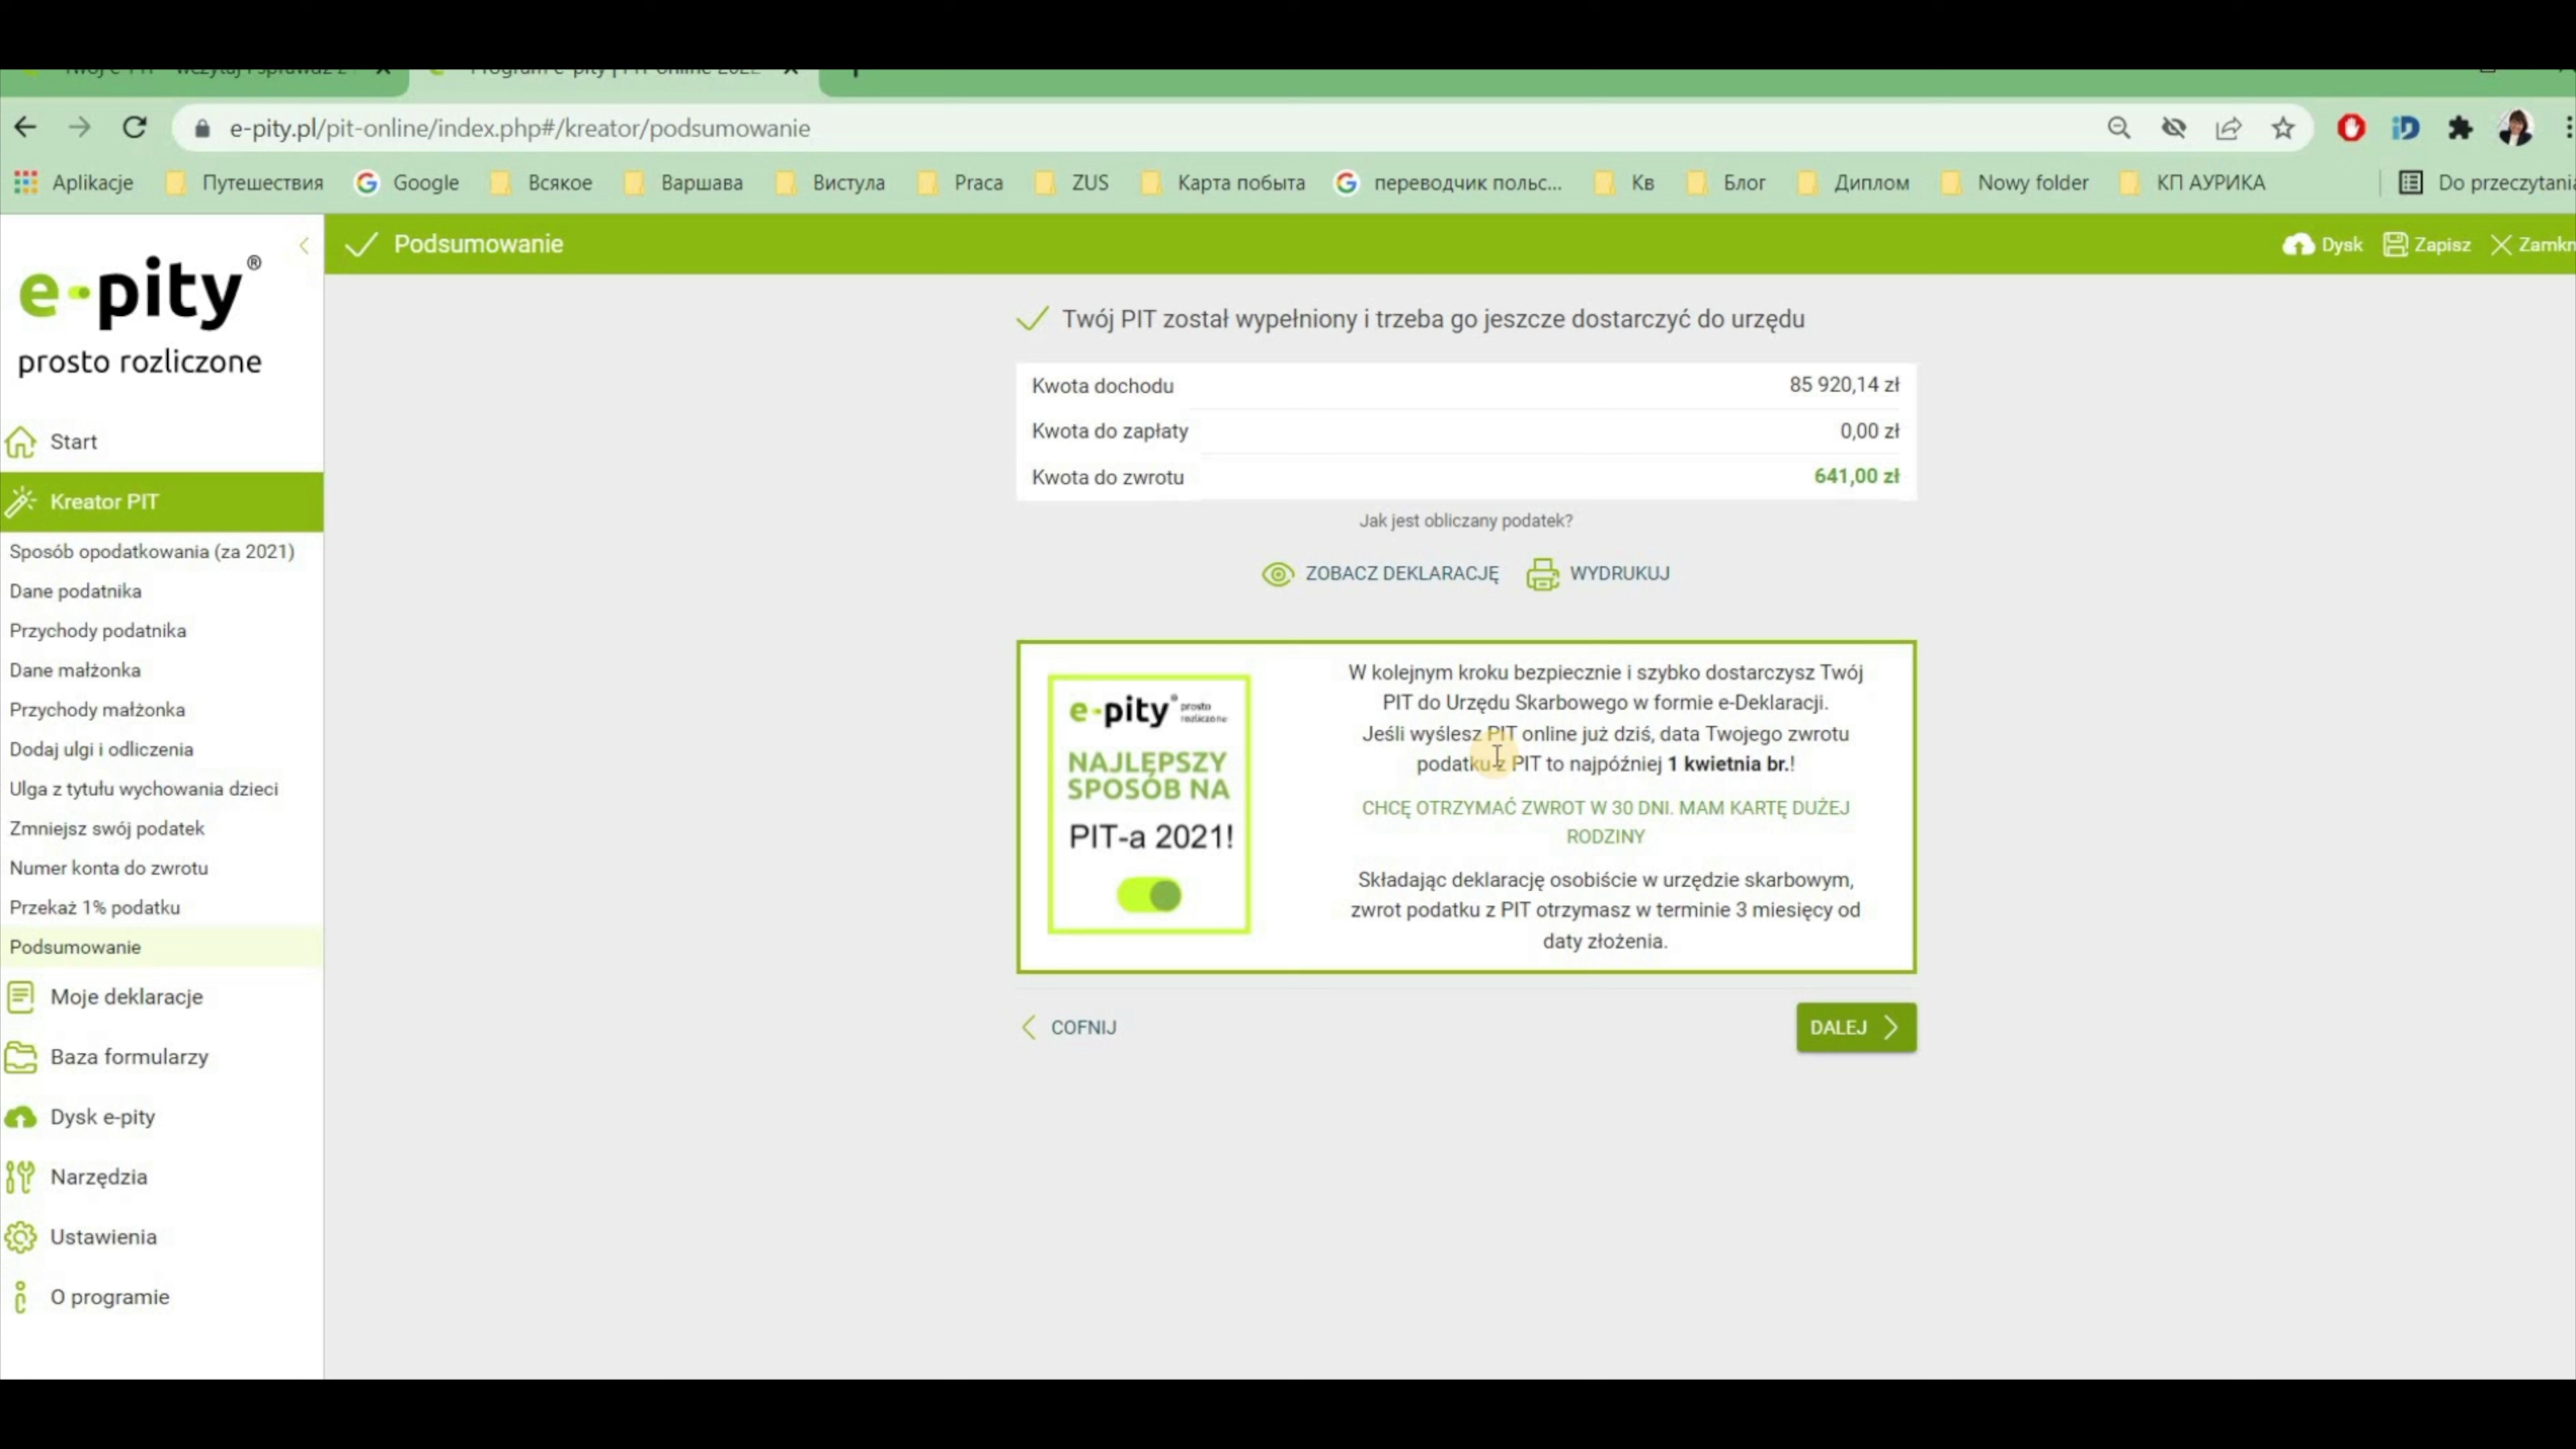 e-pity.pl/pit-online/index.php#/kreator/podsumowanie
Aplikacje Путешествия Google Всякое Варшава Вистула Praca ZUS Карта побыта переводчик польс... Кв Блог Диплом Nowy folder КП АУРИКА
e-pity®
prosto rozliczone
Start
Kreator PIT
Sposób opodatkowania (za 2021)
Dane podatnika
Przychody podatnika
Dane małżonka
Przychody małżonka
Dodaj ulgi i odliczenia
Ulga z tytułu wychowania dzieci
Zmniejsz swój podatek
Numer konta do zwrotu
Przekaż 1% podatku
Podsumowanie
Moje deklaracje
Baza formularzy
Dysk e-pity
Narzędzia
Ustawienia
O programie
Podsumowanie
Dysk Zapisz
Twój PIT został wypełniony i trzeba go jeszcze dostarczyć do urzędu
Kwota dochodu 85 920,14 zł
Kwota do zapłaty 0,00 zł
Kwota do zwrotu 641,00 zł
Jak jest obliczany podatek?
ZOBACZ DEKLARACJĘ WYDRUKUJ
e-pity® prosto rozliczone
NAJLEPSZY
SPOSÓB NA
PIT-a 2021!
W kolejnym kroku bezpiecznie i szybko dostarczysz Twój
PIT do Urzędu Skarbowego w formie e-Deklaracji.
Jeśli wyślesz PIT online już dziś, data Twojego zwrotu
podatku z PIT to najpóźniej 1 kwietnia br.!
CHCĘ OTRZYMAĆ ZWROT W 30 DNI. MAM KARTĘ DUŻEJ
RODZINY
Składając deklarację osobiście w urzędzie skarbowym,
zwrot podatku z PIT otrzymasz w terminie 3 miesięcy od
daty złożenia.
COFNIJ
DALEJ